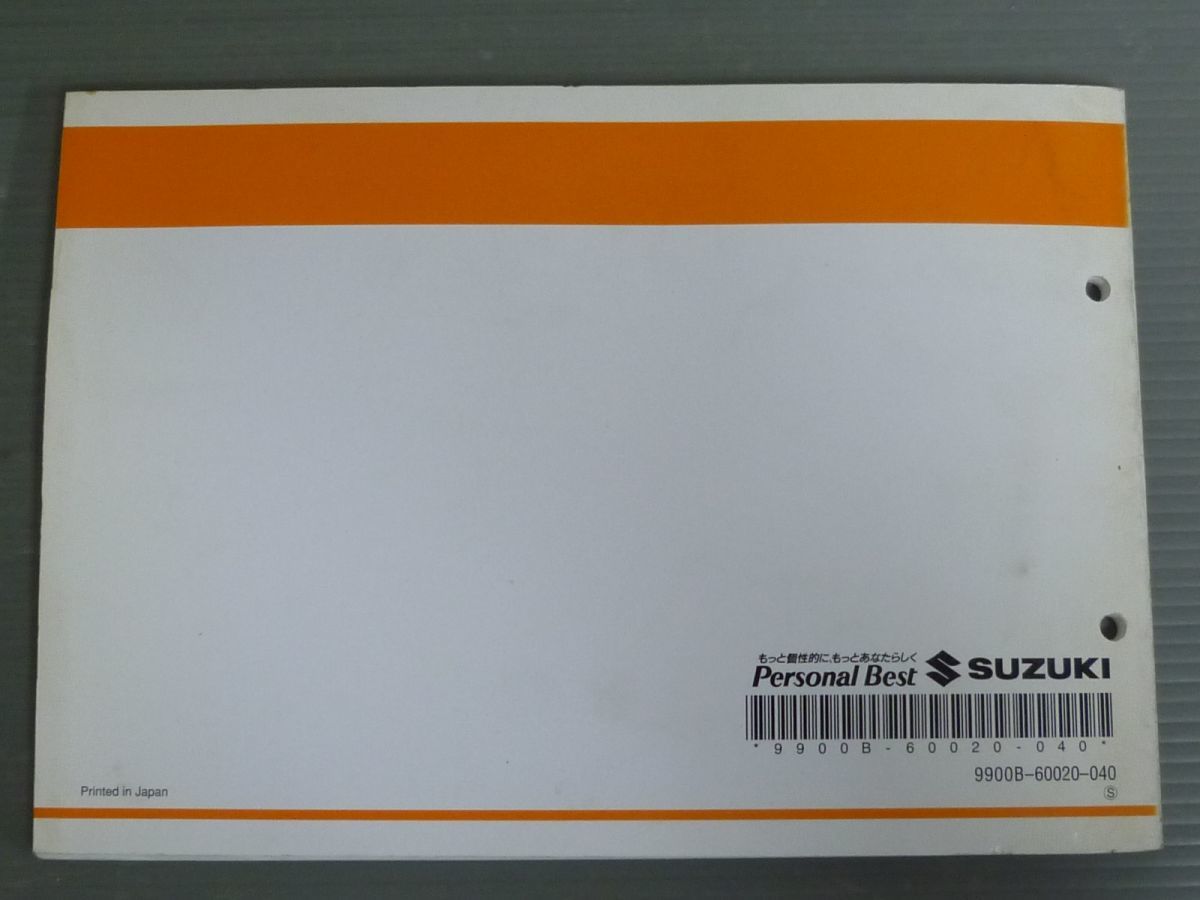 もっと個性的に、もっとあなたらしく
Personal Best SUZUKI
*9900B-60020-040*
9900B-60020-040
Ⓢ
Printed in Japan